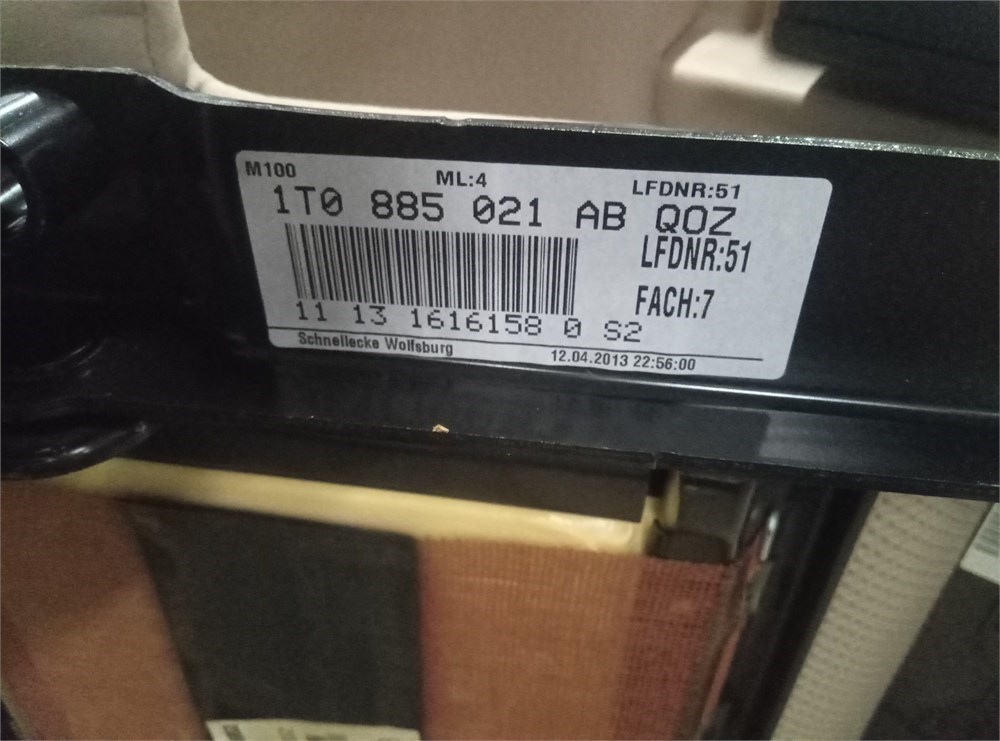 M100 ML:4 LFDNR:51
1T0 885 021 AB QOZ
LFDNR:51
FACH:7
11 13 1616158 0 S2
Schnellecke Wolfsburg 12.04.2013 22:56:00